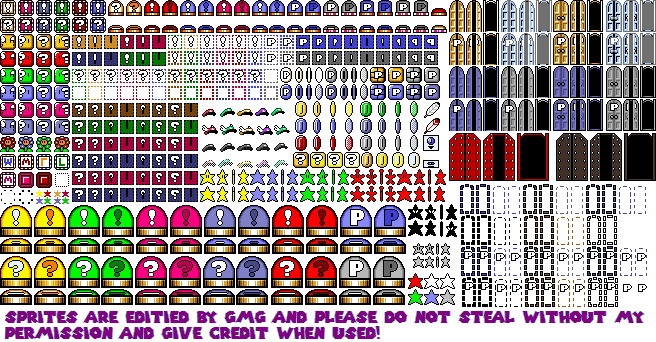 SPRITES ARE EDITIED BY GMG AND PLEASE DO NOT STEAL WITHOUT MY
PERMISSION AND GIVE CREDIT WHEN USED!